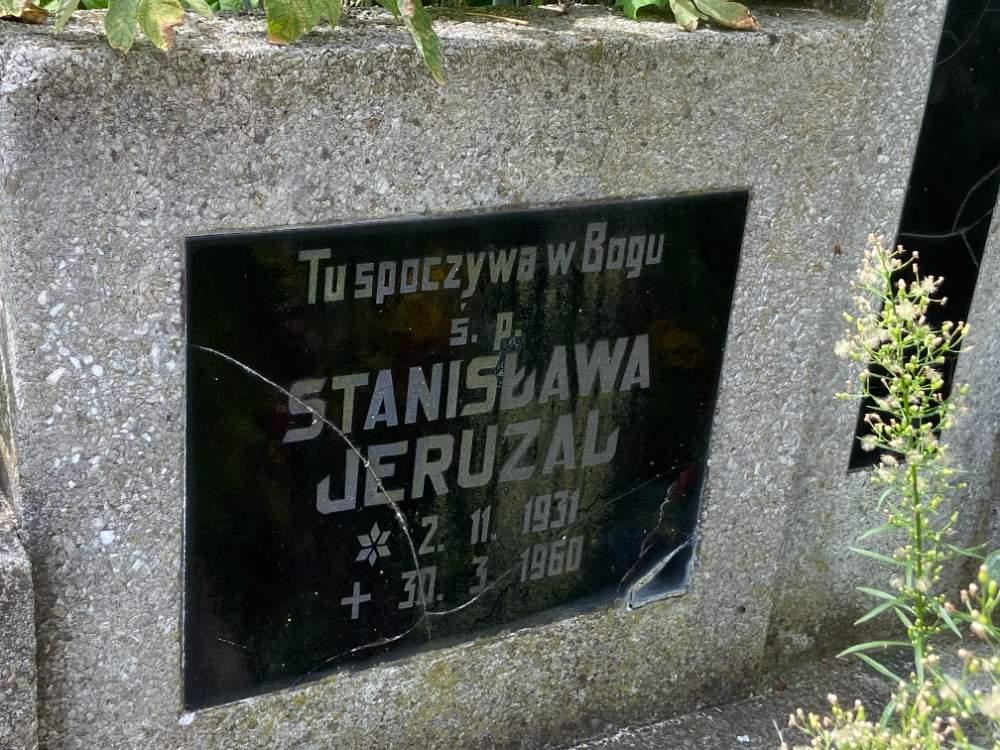 Tu spoczywa w Bogu
ś. p.
STANISŁAWA
JERUZAL
* 2. 11. 1931
+ 30. 3. 1960